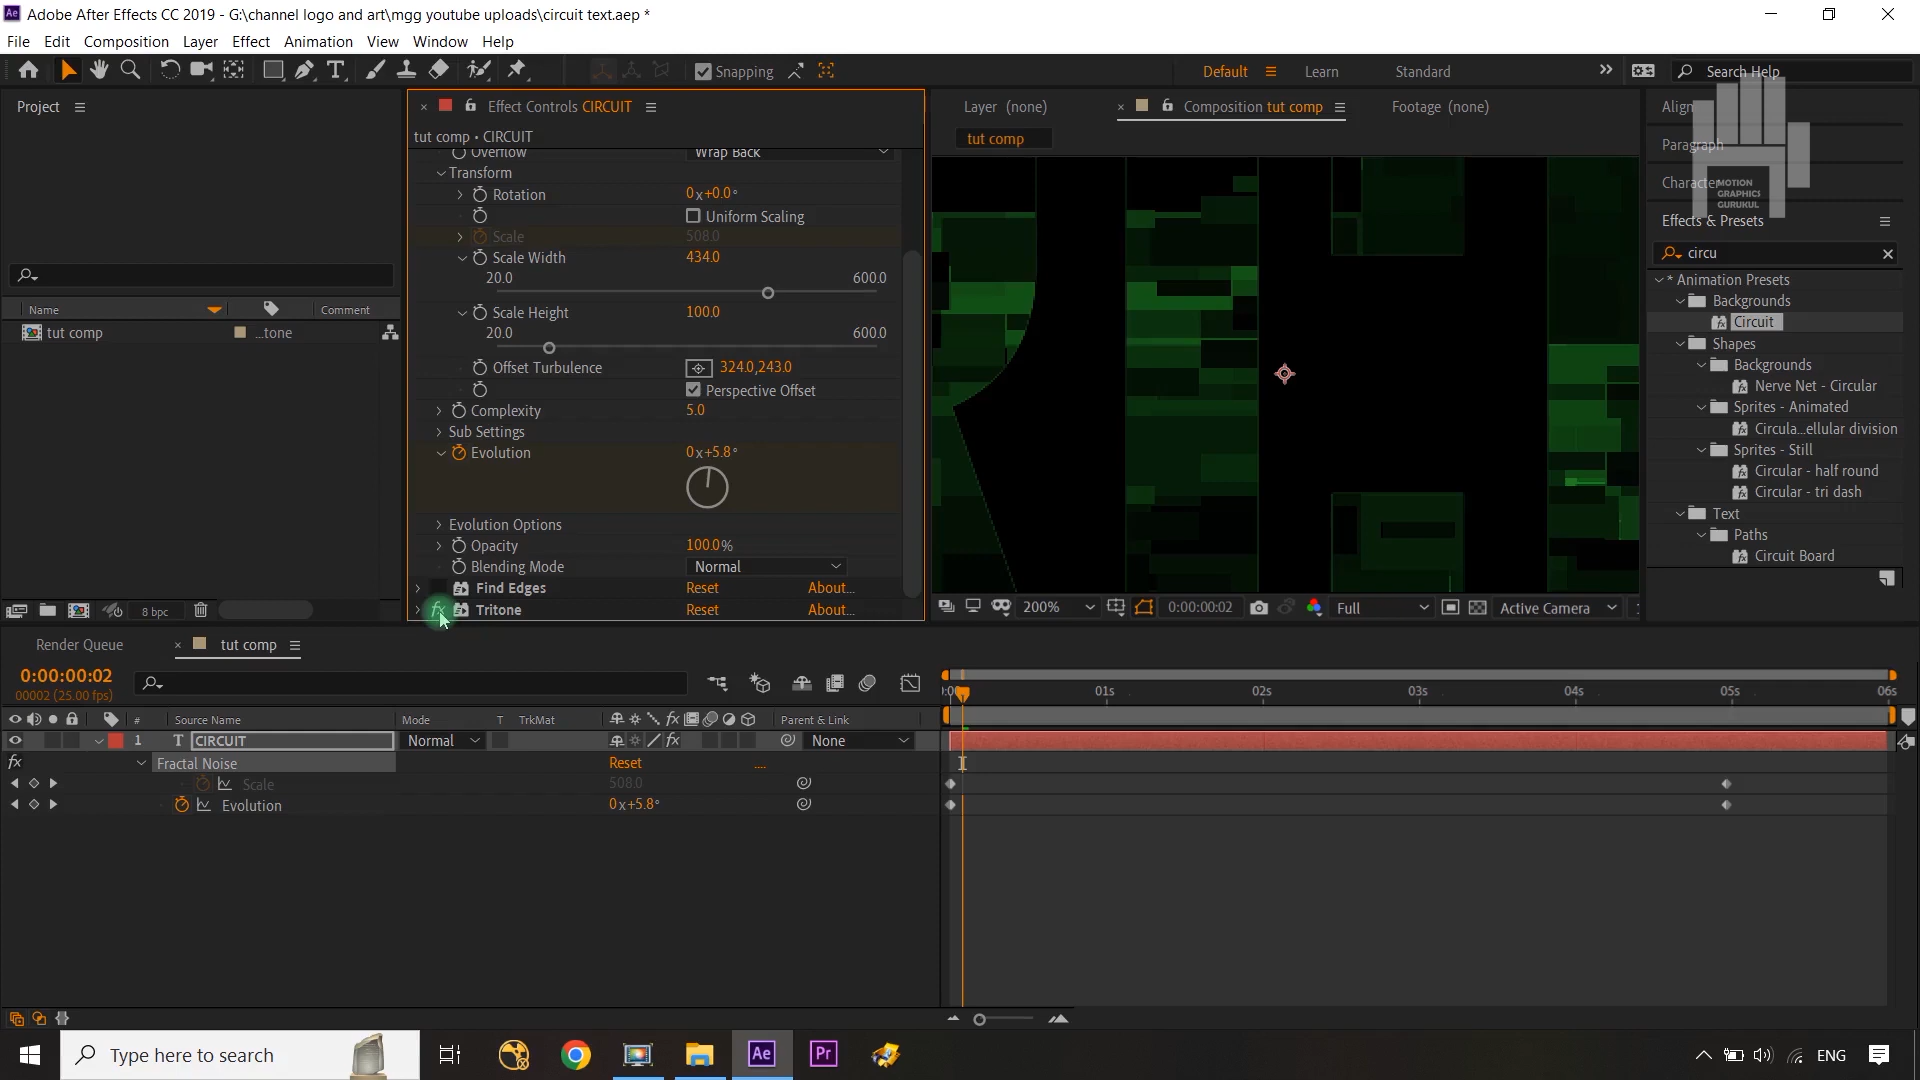 Adobe After Effects CC 2019 - G:\channel logo and art\mgg youtube uploads\circuit text.aep *
File Edit Composition Layer Effect Animation View Window Help
Snapping Default Learn Standard Search Help
Project
Effect Controls CIRCUIT
Layer (none) Composition tut comp Footage (none)
tut comp • CIRCUIT
tut comp
Overflow Wrap Back
Transform
Rotation 0x+0.0°
Uniform Scaling
Scale 508.0
Scale Width 434.0
20.0 600.0
Scale Height 100.0
20.0 600.0
Offset Turbulence 324.0,243.0
Perspective Offset
Complexity 5.0
Sub Settings
Evolution 0x+5.8°
Evolution Options
Opacity 100.0%
Blending Mode Normal
Find Edges Reset About...
Tritone Reset About...
Name Comment
tut comp ...tone
8 bpc
200% 0:00:00:02 Full Active Camera
Paragraph
MOTION
GRAPHICS
GURUKUL
Effects & Presets
circu
* Animation Presets
Backgrounds
Circuit
Shapes
Backgrounds
Nerve Net - Circular
Sprites - Animated
Circula...ellular division
Sprites - Still
Circular - half round
Circular - tri dash
Text
Paths
Circuit Board
Render Queue tut comp
0:00:00:02
00002 (25.00 fps)
01s 02s 03s 04s 05s 06s
# Source Name Mode T TrkMat Parent & Link
1 T CIRCUIT Normal None
fx Fractal Noise Reset ....
Scale 508.0
Evolution 0x+5.8°
Type here to search
Ae Pr
ENG